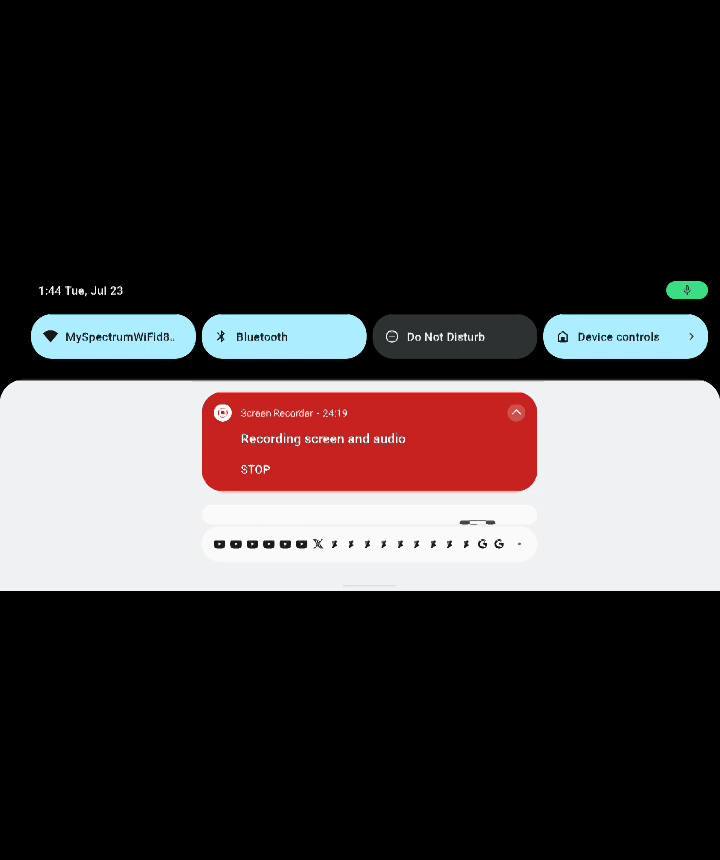 1:44 Tue, Jul 23
MySpectrumWiFid8..
Bluetooth
Do Not Disturb
Device controls
Screen Recorder • 24:19
Recording screen and audio
STOP